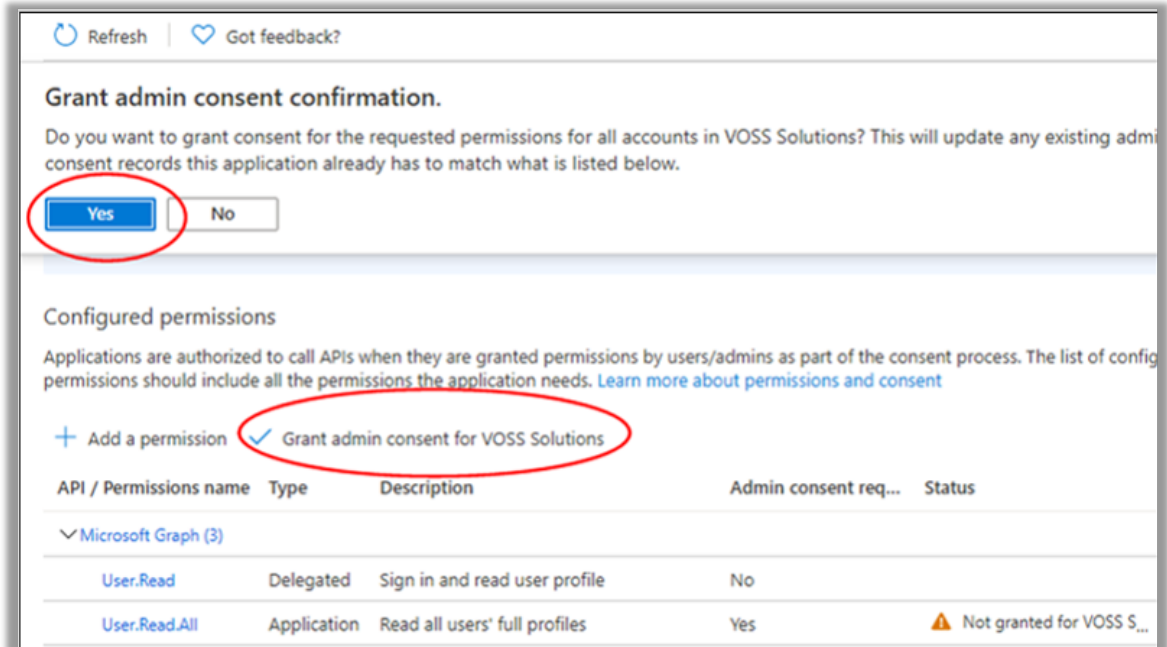 Refresh Got feedback?
Grant admin consent confirmation.
Do you want to grant consent for the requested permissions for all accounts in VOSS Solutions? This will update any existing admi
consent records this application already has to match what is listed below.
Yes No
Configured permissions
Applications are authorized to call APIs when they are granted permissions by users/admins as part of the consent process. The list of config
permissions should include all the permissions the application needs. Learn more about permissions and consent
Add a permission Grant admin consent for VOSS Solutions
API / Permissions name Type Description Admin consent req... Status
Microsoft Graph (3)
User.Read Delegated Sign in and read user profile No
User.Read.All Application Read all users' full profiles Yes Not granted for VOSS S...